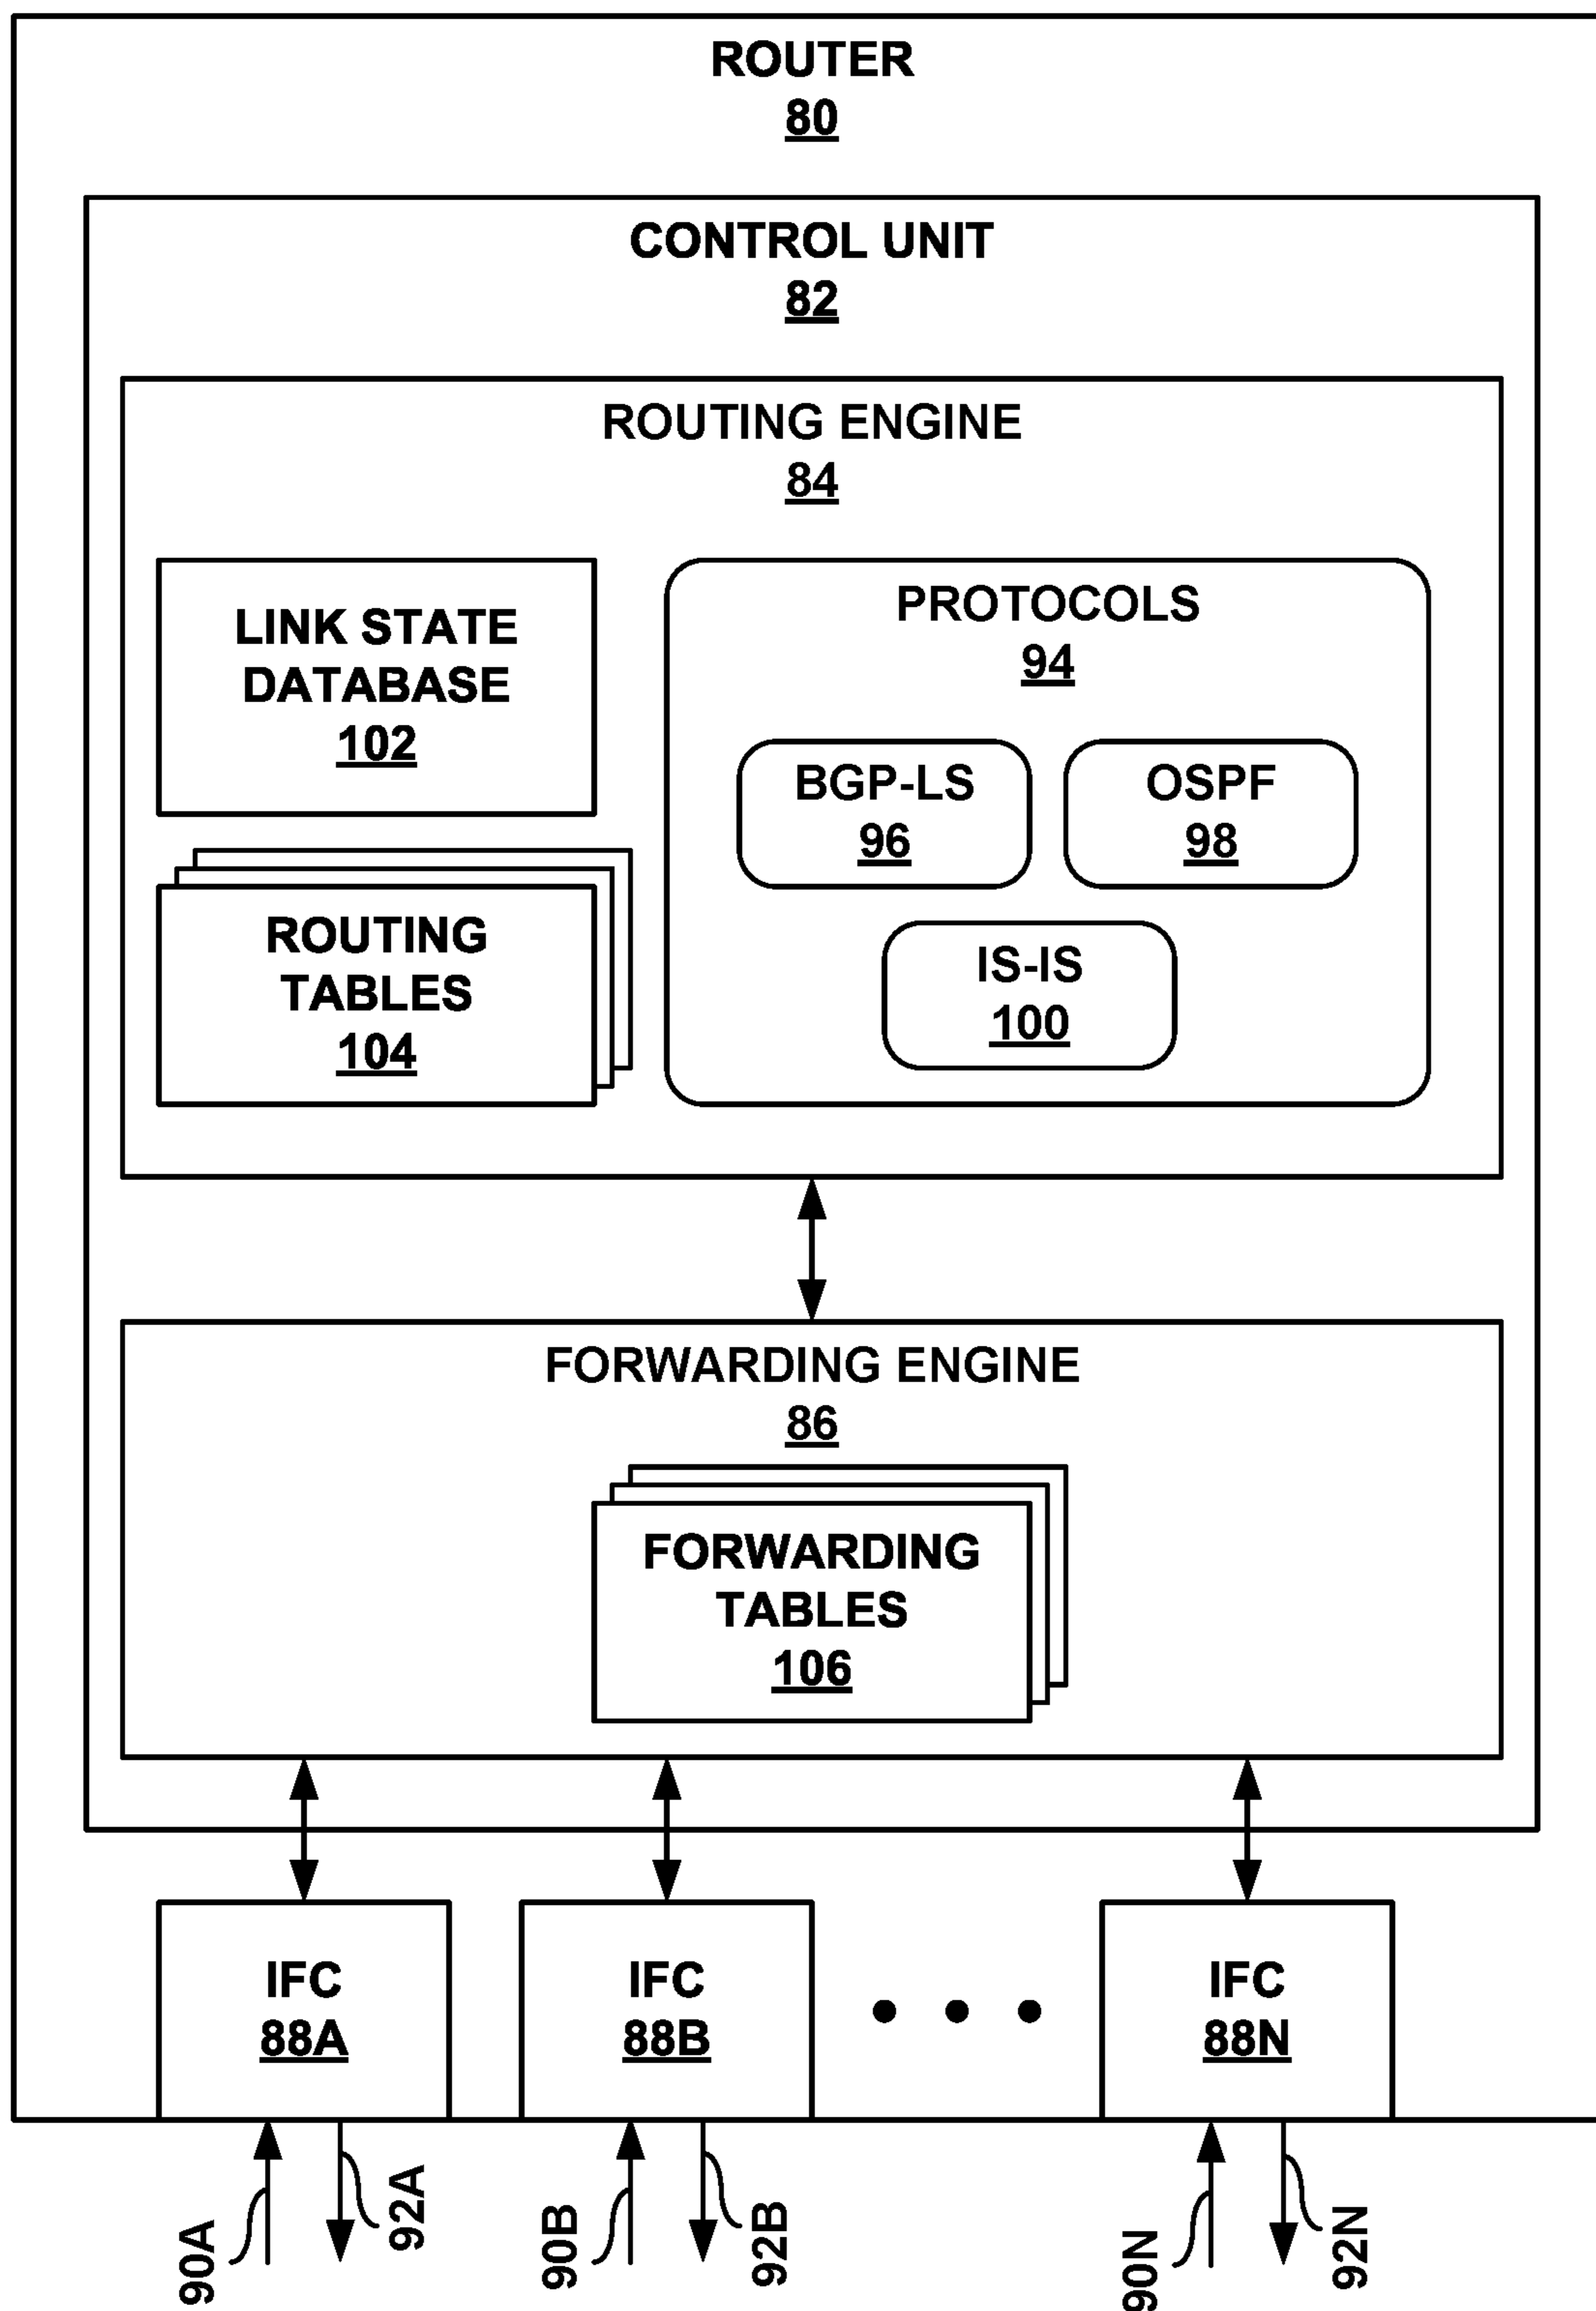 ROUTER
80
CONTROL UNIT
82
ROUTING ENGINE
84
LINK STATE
DATABASE
102
ROUTING
TABLES
104
PROTOCOLS
94
BGP-LS
96
OSPF
98
IS-IS
100
FORWARDING ENGINE
86
FORWARDING
TABLES
106
IFC
88A
IFC
88B
IFC
88N
90A
92A
90B
92B
90N
92N